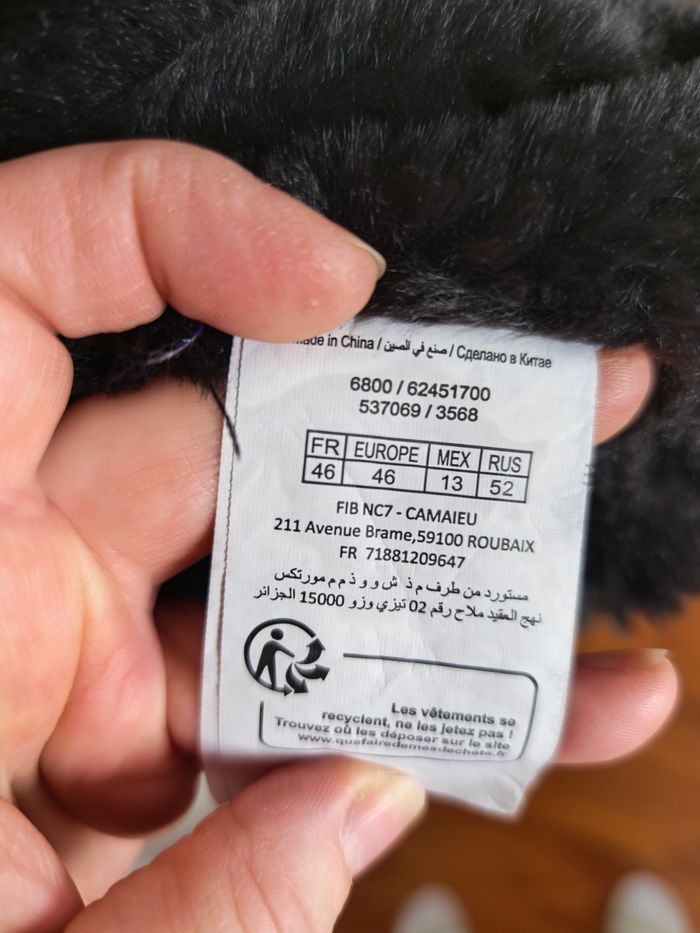 Made in China / صنع في الصين / Сделано в Китае
6800 / 62451700
537069 / 3568
FR EUROPE MEX RUS
46 46 13 52
FIB NC7 - CAMAIEU
211 Avenue Brame,59100 ROUBAIX
FR 71881209647
مستورد من طرف م ذ ش و و ذ م م مورتكس
نهج العقيد ملاح رقم 02 تيزي وزو 15000 الجزائر
Les vêtements se
recyclent, ne les jetez pas !
Trouvez où les déposer sur le site
www.quefairedemesdechets.fr